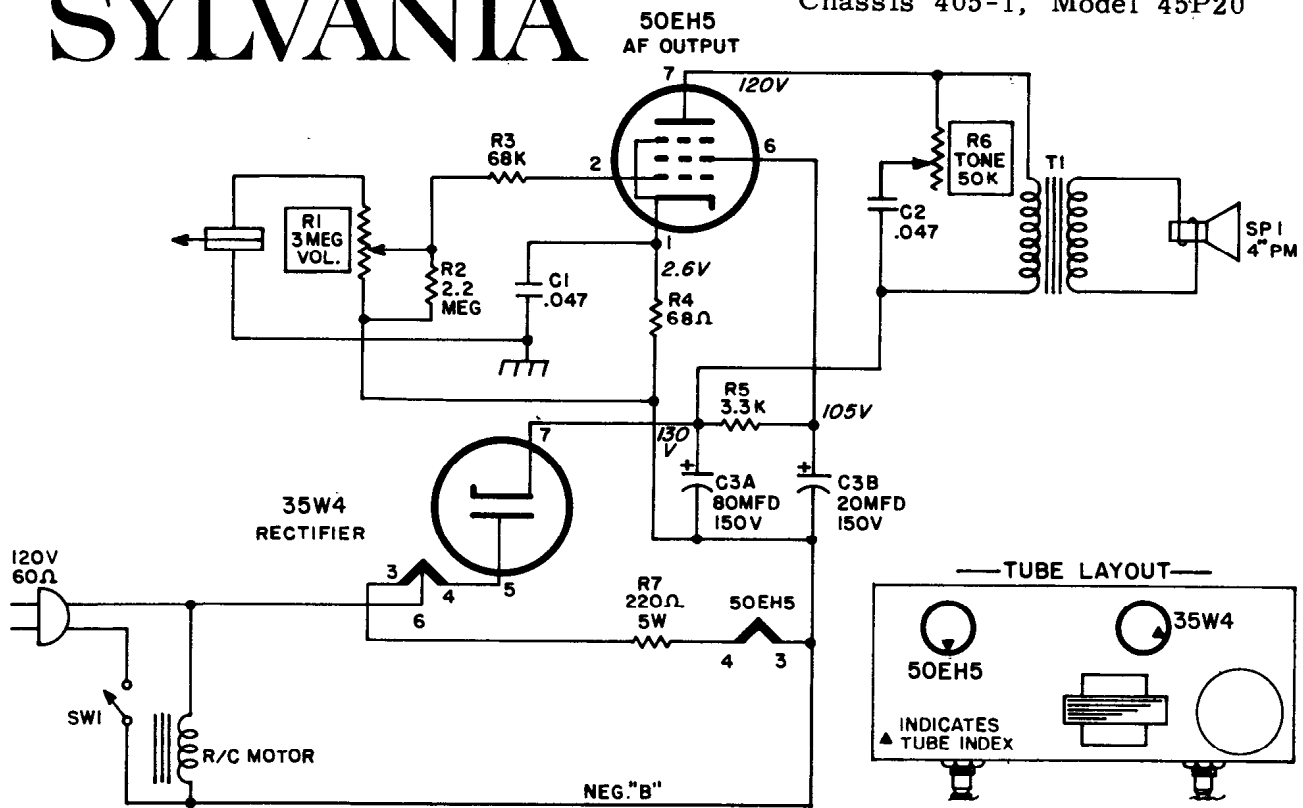 SYLVANIA
Chassis 405-1, Model 45P20
50EH5
AF OUTPUT
7
120V
6
2
1
2.6V
R3
68K
R6
TONE
50K
T1
C2
.047
SP1
4" PM
R1
3 MEG
VOL.
R2
2.2
MEG
C1
.047
R4
68Ω
R5
3.3K
105V
7
130
V
+
C3A
80MFD
150V
+
C3B
20MFD
150V
35W4
RECTIFIER
120V
60Ω
3
4
5
6
R7
220Ω
5W
50EH5
4
3
SW1
R/C MOTOR
NEG."B"
TUBE LAYOUT
50EH5
35W4
INDICATES
TUBE INDEX